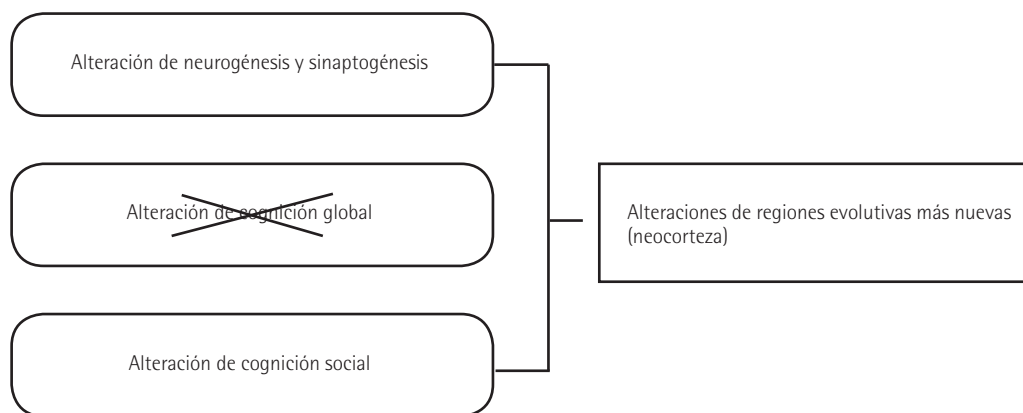 Alteración de neurogénesis y sinaptogénesis
Alteración de cognición global
Alteraciones de regiones evolutivas más nuevas
(neocorteza)
Alteración de cognición social